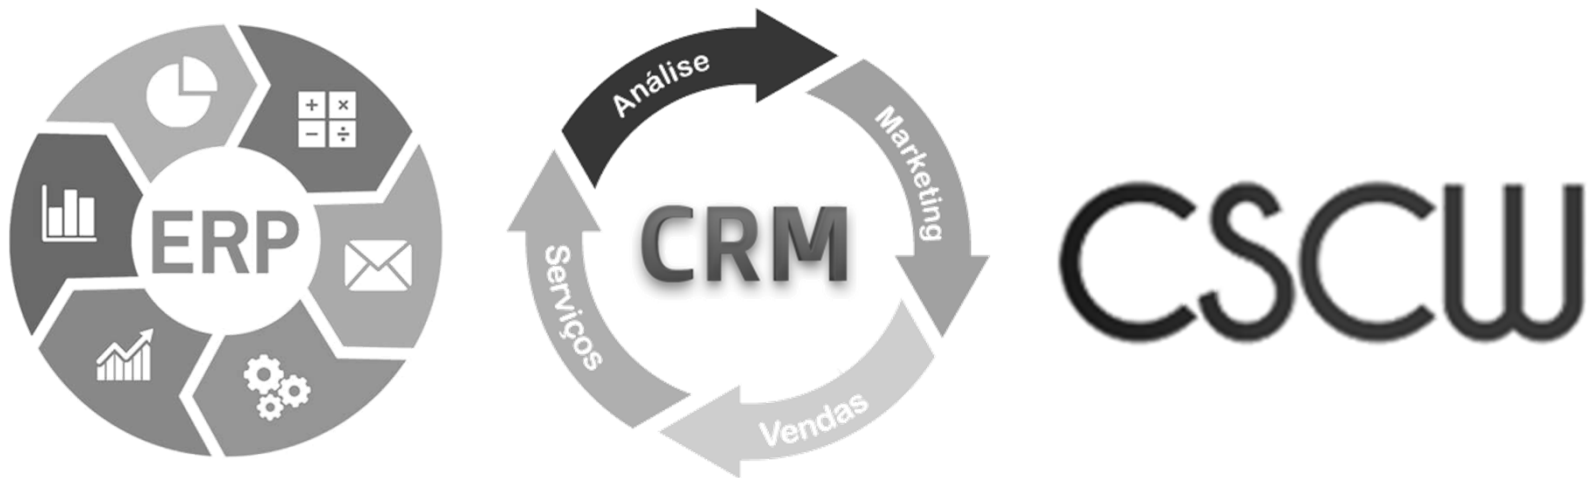 ERP
+ ×
− ÷
CRM
Análise
Marketing
Vendas
Serviços
CSCW